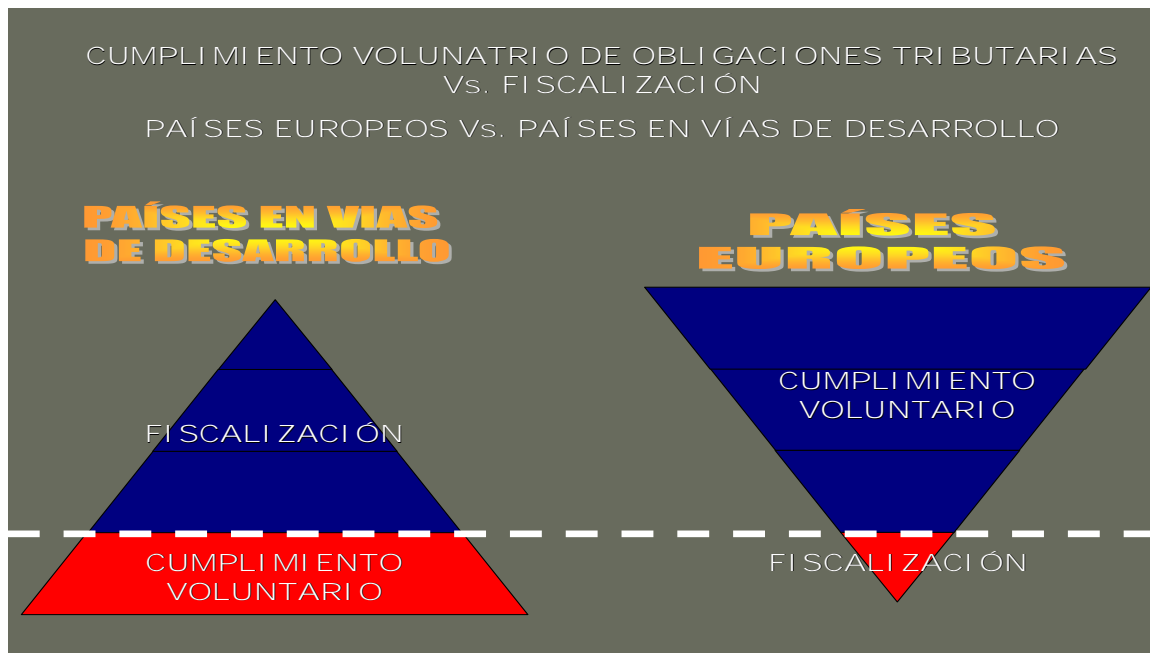 CUMPLIMIENTO VOLUNATRIO DE OBLIGACIONES TRIBUTARIAS
Vs. FISCALIZACIÓN
PAÍSES EUROPEOS Vs. PAÍSES EN VÍAS DE DESARROLLO
PAÍSES EN VIAS
DE DESARROLLO
FISCALIZACIÓN
CUMPLIMIENTO
VOLUNTARIO
PAÍSES
EUROPEOS
CUMPLIMIENTO
VOLUNTARIO
FISCALIZACIÓN